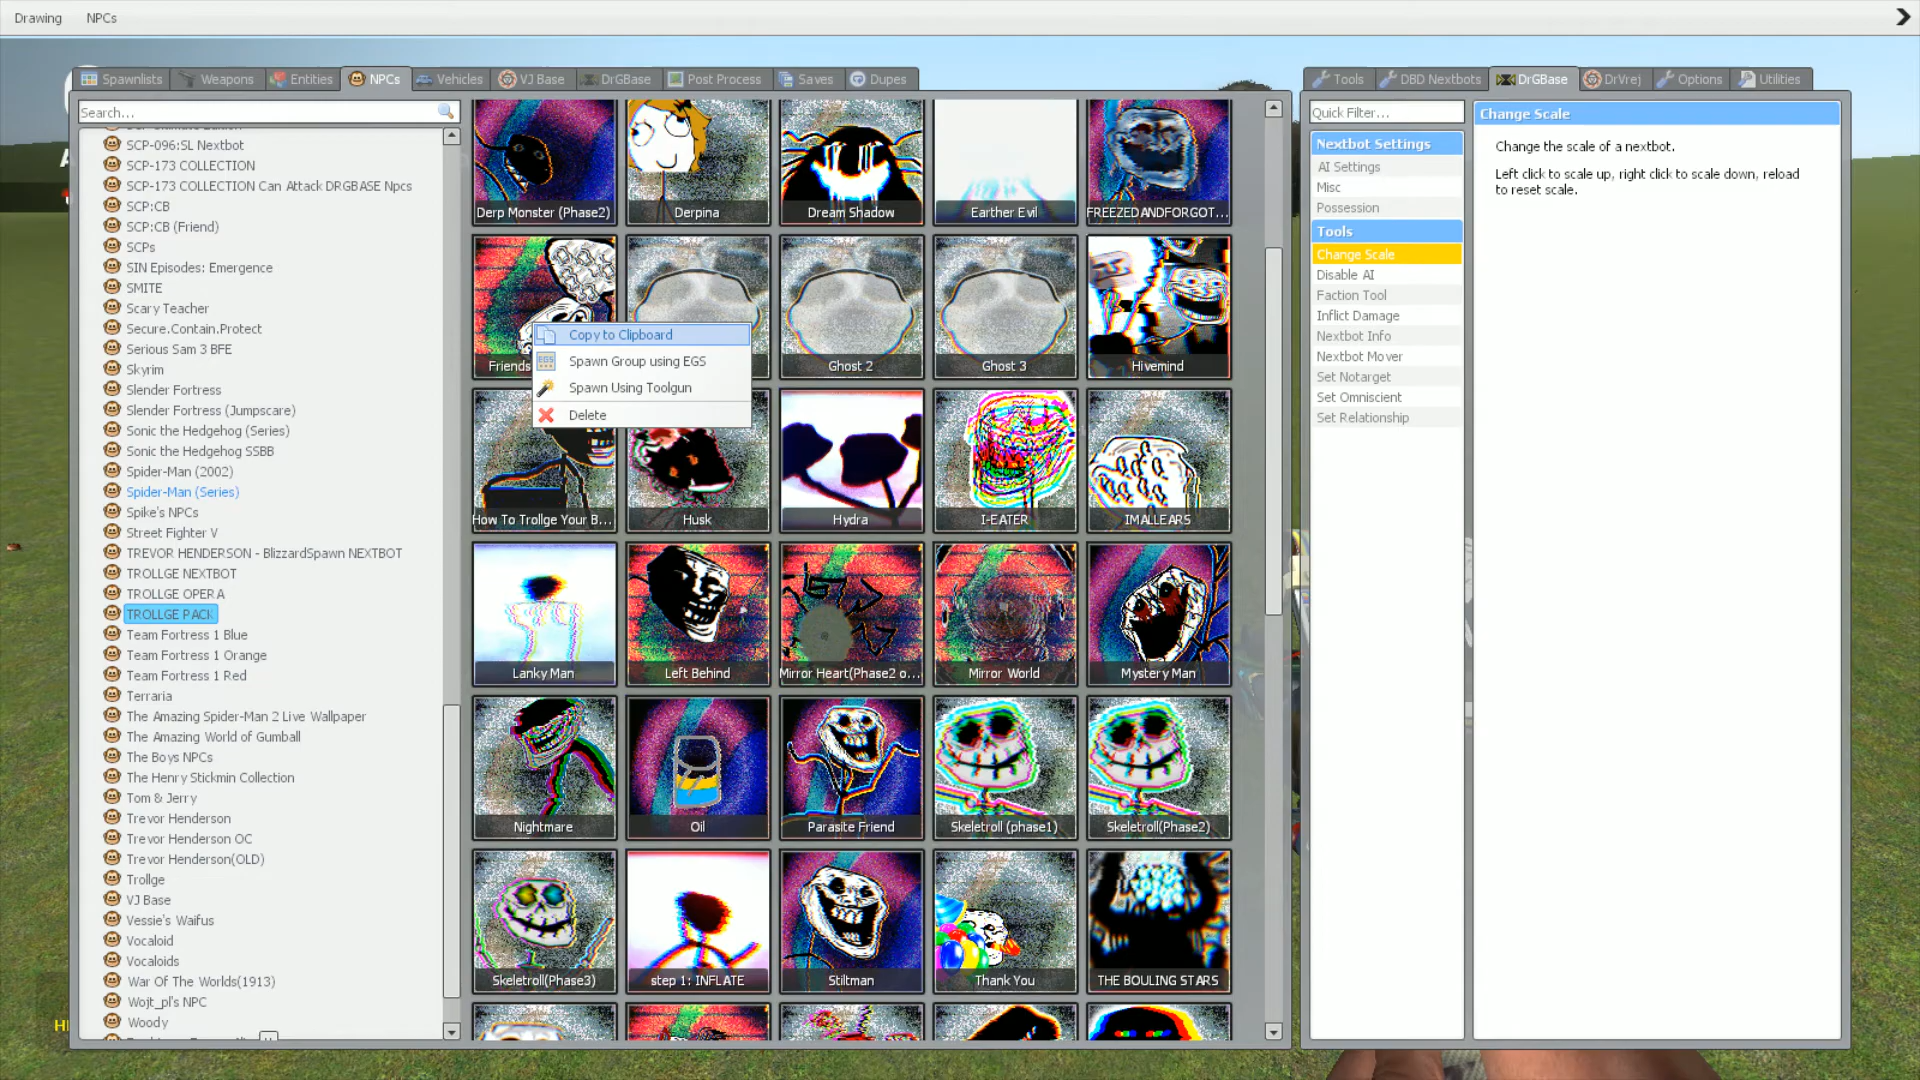 Drawing NPCs
Spawnlists Weapons Entities NPCs Vehicles VJ Base DrGBase Post Process Saves Dupes
Search...
SCP-096:SL Nextbot
SCP-173 COLLECTION
SCP-173 COLLECTION Can Attack DRGBASE Npcs
SCP:CB
SCP:CB (Friend)
SCPs
SIN Episodes: Emergence
SMITE
Scary Teacher
Secure.Contain.Protect
Serious Sam 3 BFE
Skyrim
Slender Fortress
Slender Fortress (Jumpscare)
Sonic the Hedgehog (Series)
Sonic the Hedgehog SSBB
Spider-Man (2002)
Spider-Man (Series)
Spike's NPCs
Street Fighter V
TREVOR HENDERSON - BlizzardSpawn NEXTBOT
TROLLGE NEXTBOT
TROLLGE OPERA
TROLLGE PACK
Team Fortress 1 Blue
Team Fortress 1 Orange
Team Fortress 1 Red
Terraria
The Amazing Spider-Man 2 Live Wallpaper
The Amazing World of Gumball
The Boys NPCs
The Henry Stickmin Collection
Tom & Jerry
Trevor Henderson
Trevor Henderson OC
Trevor Henderson(OLD)
Trollge
VJ Base
Vessie's Waifus
Vocaloid
Vocaloids
War Of The Worlds(1913)
Wojt_pl's NPC
Woody
Derp Monster (Phase2) Derpina Dream Shadow Earther Evil FREEZEDANDFORGOT...
Friends Ghost 2 Ghost 3 Hivemind
Copy to Clipboard
EGS Spawn Group using EGS
Spawn Using Toolgun
Delete
How To Trollge Your B... Husk Hydra I-EATER IMALLEARS
Lanky Man Left Behind Mirror Heart(Phase2 o... Mirror World Mystery Man
Nightmare Oil Parasite Friend Skeletroll (phase1) Skeletroll(Phase2)
Skeletroll(Phase3) step 1: INFLATE Stiltman Thank You THE BOULING STARS
Tools DBD Nextbots DrGBase DrVrej Options Utilities
Quick Filter...
Nextbot Settings
AI Settings
Misc
Possession
Tools
Change Scale
Disable AI
Faction Tool
Inflict Damage
Nextbot Info
Nextbot Mover
Set Notarget
Set Omniscient
Set Relationship
Change Scale
Change the scale of a nextbot.
Left click to scale up, right click to scale down, reload
to reset scale.